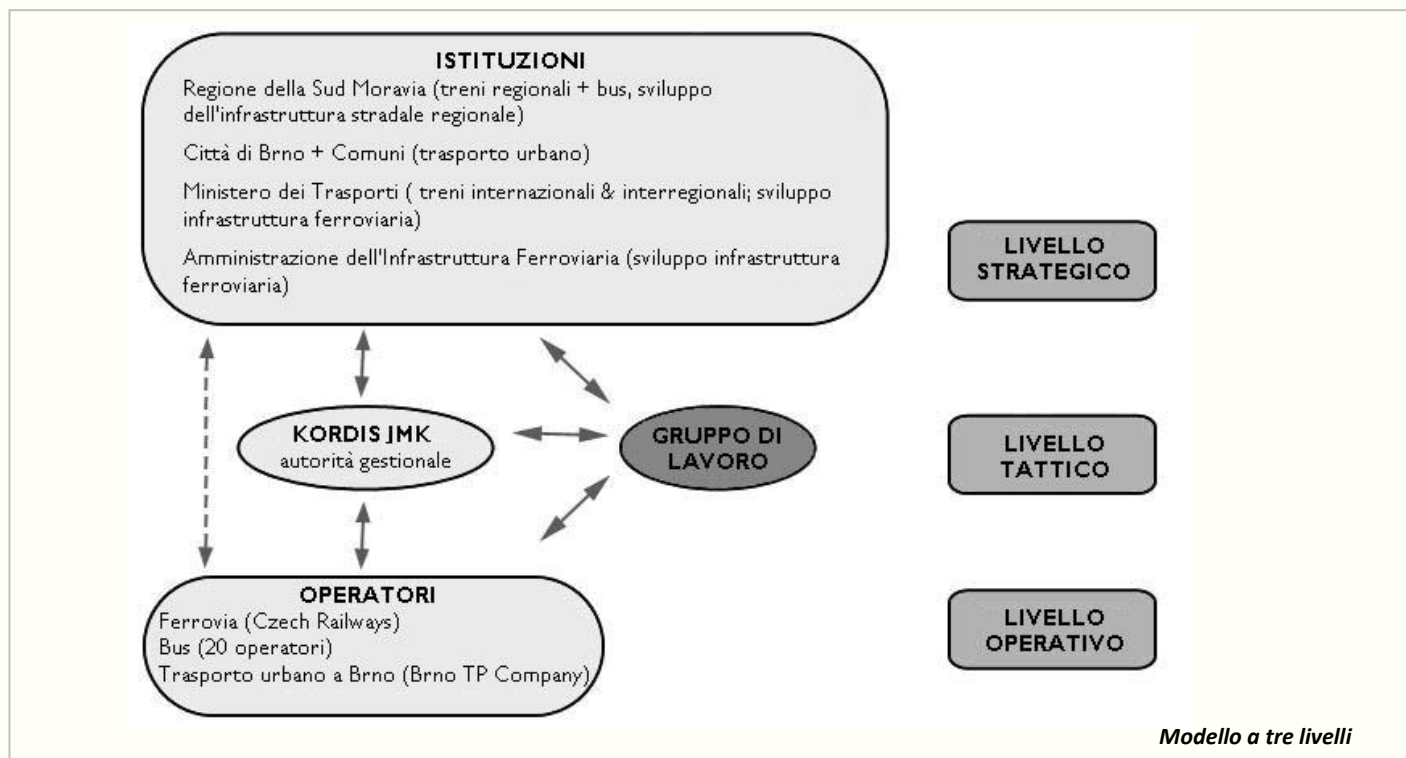 ISTITUZIONI
Regione della Sud Moravia (treni regionali + bus, sviluppo
dell'infrastruttura stradale regionale)
Città di Brno + Comuni (trasporto urbano)
Ministero dei Trasporti ( treni internazionali & interregionali; sviluppo
infrastruttura ferroviaria)
Amministrazione dell'Infrastruttura Ferroviaria (sviluppo infrastruttura
ferroviaria)
LIVELLO
STRATEGICO
KORDIS JMK
autorità gestionale
GRUPPO DI
LAVORO
LIVELLO
TATTICO
OPERATORI
Ferrovia (Czech Railways)
Bus (20 operatori)
Trasporto urbano a Brno (Brno TP Company)
LIVELLO
OPERATIVO
Modello a tre livelli